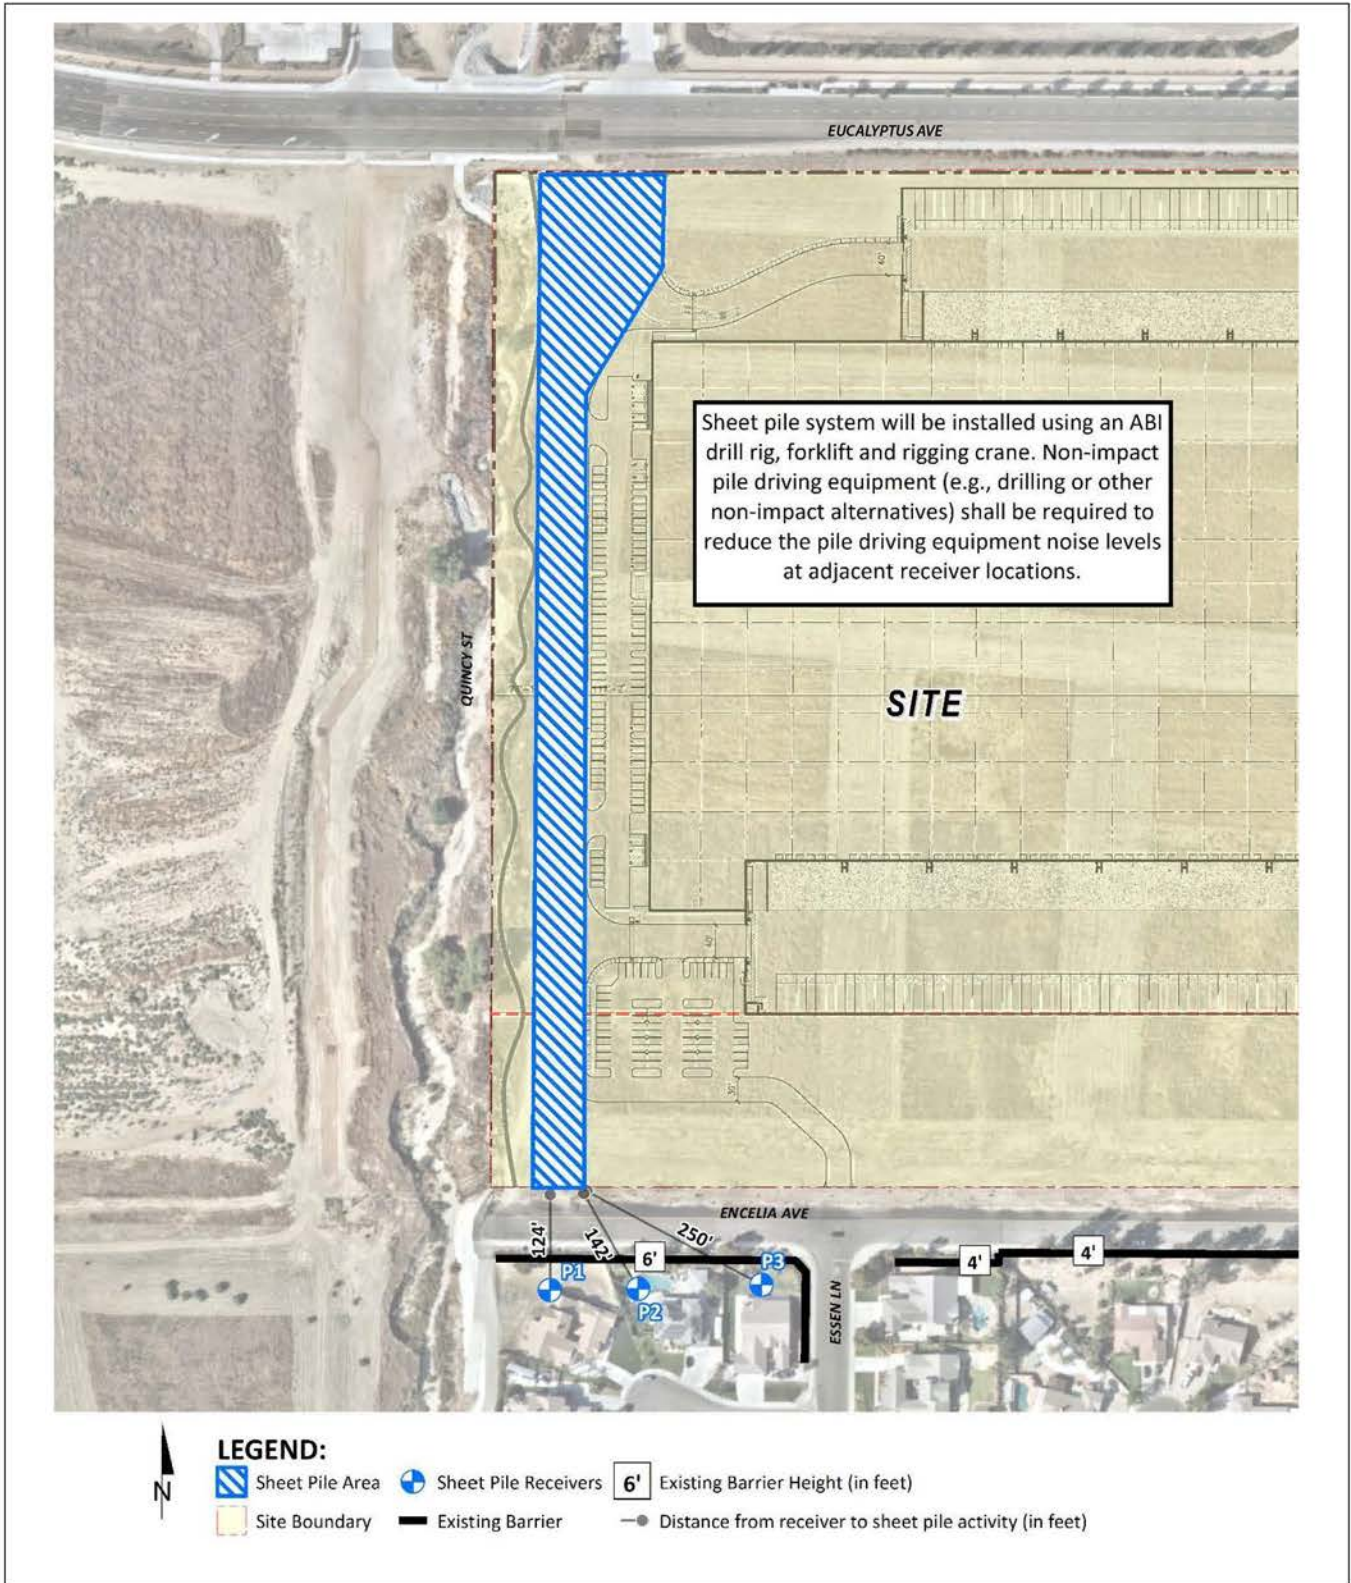 EUCALYPTUS AVE
40'
Sheet pile system will be installed using an ABI
drill rig, forklift and rigging crane. Non-impact
pile driving equipment (e.g., drilling or other
non-impact alternatives) shall be required to
reduce the pile driving equipment noise levels
at adjacent receiver locations.
QUINCY ST
SITE
40'
30'
ENCELIA AVE
124'
142'
250'
6'
4'
4'
P1
P2
P3
ESSEN LN
N
LEGEND:
Sheet Pile Area
Sheet Pile Receivers
6' Existing Barrier Height (in feet)
Site Boundary
Existing Barrier
Distance from receiver to sheet pile activity (in feet)